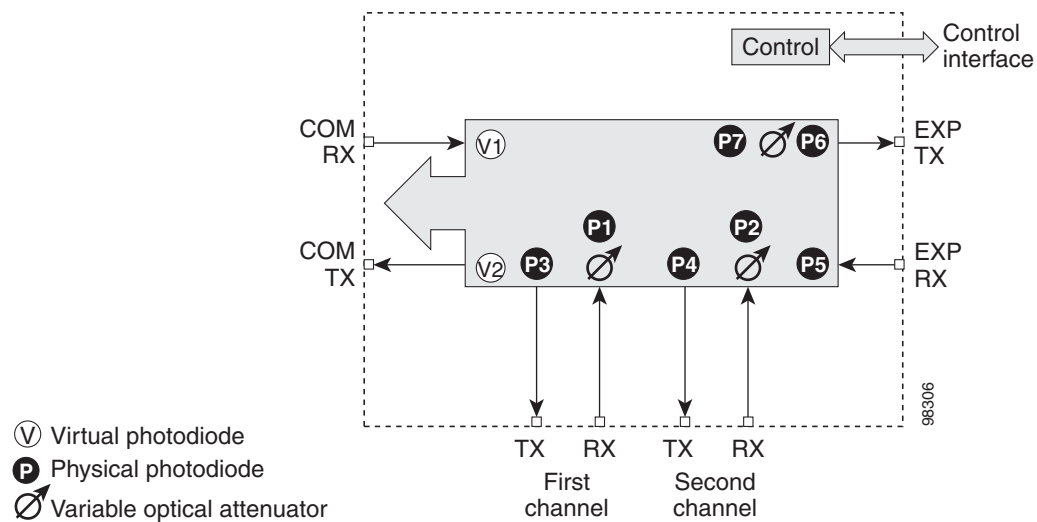 Control
Control
interface
COM
RX
V1
P7
P6
EXP
TX
P1
P2
COM
TX
V2
P3
P4
P5
EXP
RX
98306
TX
RX
TX
RX
First
channel
Second
channel
V Virtual photodiode
P Physical photodiode
Variable optical attenuator